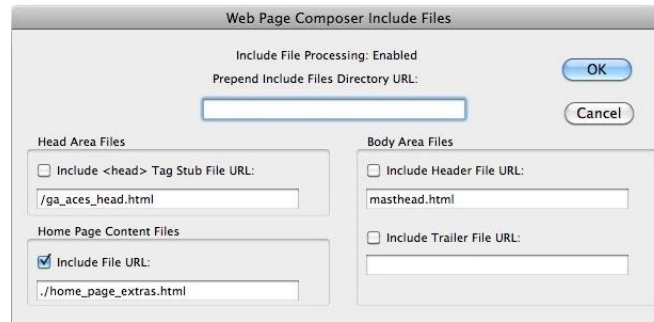 Web Page Composer Include Files
Include File Processing: Enabled
Prepend Include Files Directory URL:
OK
Cancel
Head Area Files
Include <head> Tag Stub File URL:
/ga_aces_head.html
Home Page Content Files
Include File URL:
./home_page_extras.html
Body Area Files
Include Header File URL:
masthead.html
Include Trailer File URL: